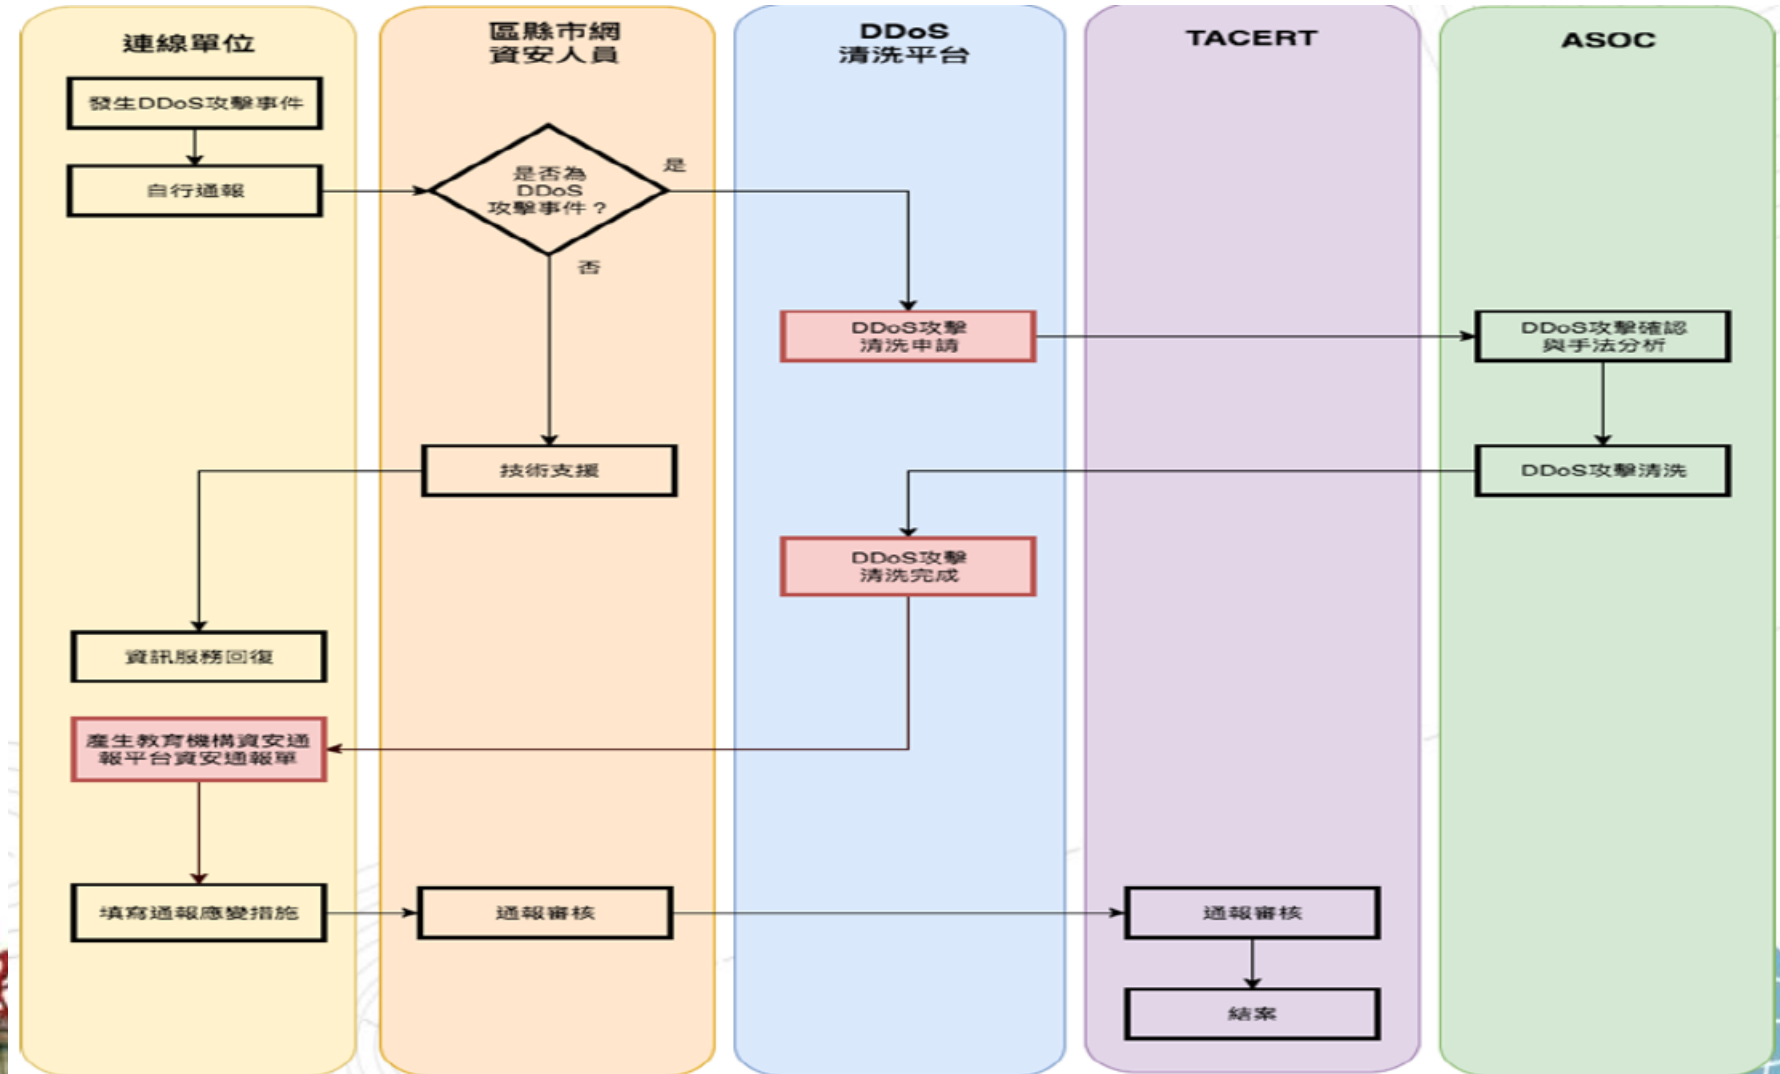 連線單位
區縣市網
資安人員
DDoS
清洗平台
TACERT
ASOC
發生DDoS攻擊事件
自行通報
是否為
DDoS
攻擊事件？
是
否
DDoS攻擊
清洗申請
DDoS攻擊確認
與手法分析
技術支援
DDoS攻擊清洗
DDoS攻擊
清洗完成
資訊服務回復
產生教育機構資安通
報平台資安通報單
填寫通報應變措施
通報審核
通報審核
結案